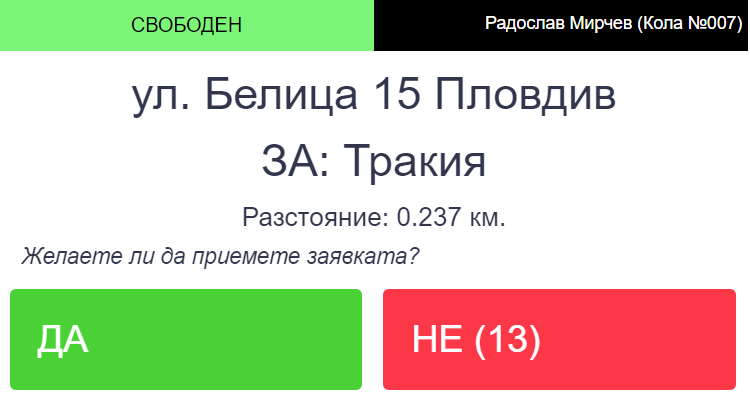 СВОБОДЕН
Радослав Мирчев (Кола №007)
ул. Белица 15 Пловдив
ЗА: Тракия
Разстояние: 0.237 км.
Желаете ли да приемете заявката?
ДА
НЕ (13)